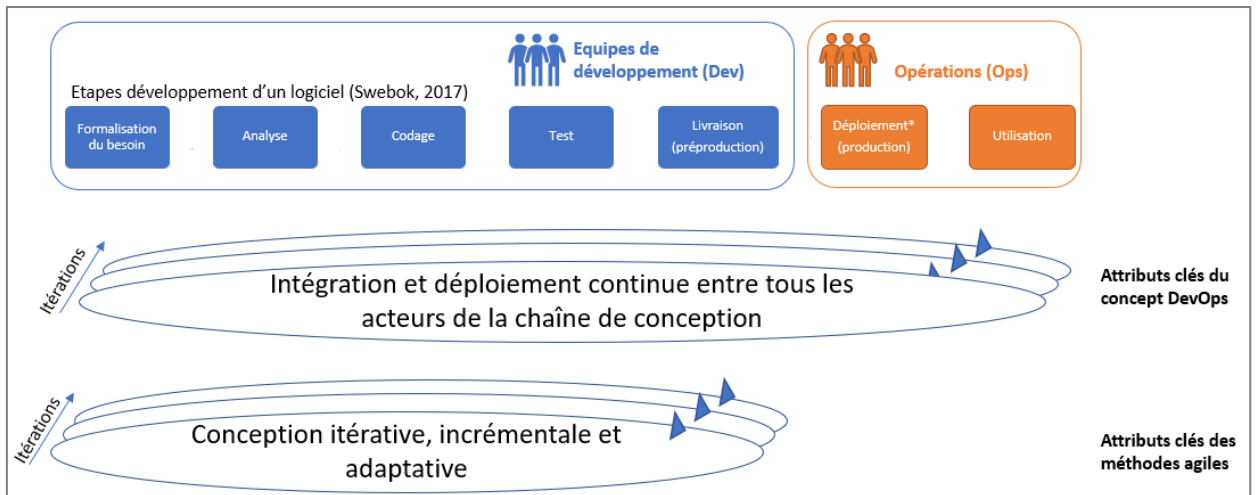 Equipes de
développement (Dev)
Opérations (Ops)
Etapes développement d'un logiciel (Swebok, 2017)
Formalisation
du besoin
Analyse
Codage
Test
Livraison
(préproduction)
Déploiement*
(production)
Utilisation
Itérations
Intégration et déploiement continue entre tous les
acteurs de la chaîne de conception
Attributs clés du
concept DevOps
Itérations
Conception itérative, incrémentale et
adaptative
Attributs clés des
méthodes agiles